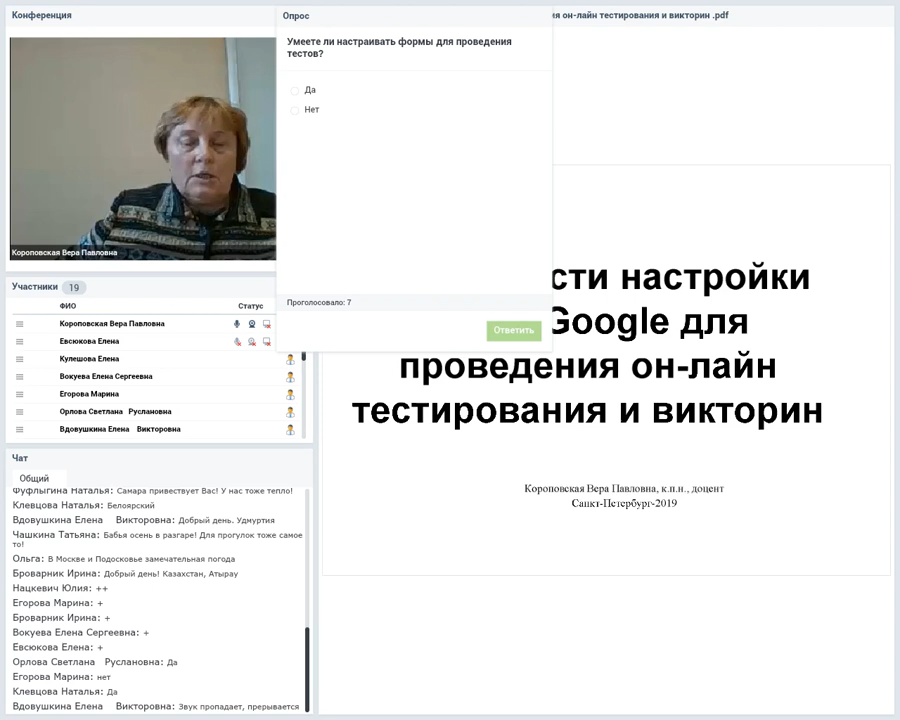 Конференция
Короповская Вера Павловна
Опрос
Умеете ли настраивать формы для проведения
тестов?
Да
Нет
Проголосовало: 7
Ответить
он-лайн тестирования и викторин .pdf
Участники 19
ФИО Статус
Короповская Вера Павловна
Евсюкова Елена
Кулешова Елена
Вокуева Елена Сергеевна
Егорова Марина
Орлова Светлана Руслановна
Вдовушкина Елена Викторовна
Чат
Общий
Фуфлыгина Наталья: Самара приветствует Вас! У нас тоже тепло!
Клевцова Наталья: Белоярский
Вдовушкина Елена Викторовна: Добрый день. Удмуртия
Чашкина Татьяна: Бабья осень в разгаре! Для прогулок тоже самое
то!
Ольга: В Москве и Подосковье замечательная погода
Броварник Ирина: Добрый день! Казахстан, Атырау
Нацкевич Юлия: ++
Егорова Марина: +
Броварник Ирина: +
Вокуева Елена Сергеевна: +
Евсюкова Елена: +
Орлова Светлана Руслановна: Да
Егорова Марина: нет
Клевцова Наталья: Да
Вдовушкина Елена Викторовна: Звук пропадает, прерывается
сти настройки
Google для
проведения он-лайн
тестирования и викторин
Короповская Вера Павловна, к.п.н., доцент
Санкт-Петербург-2019